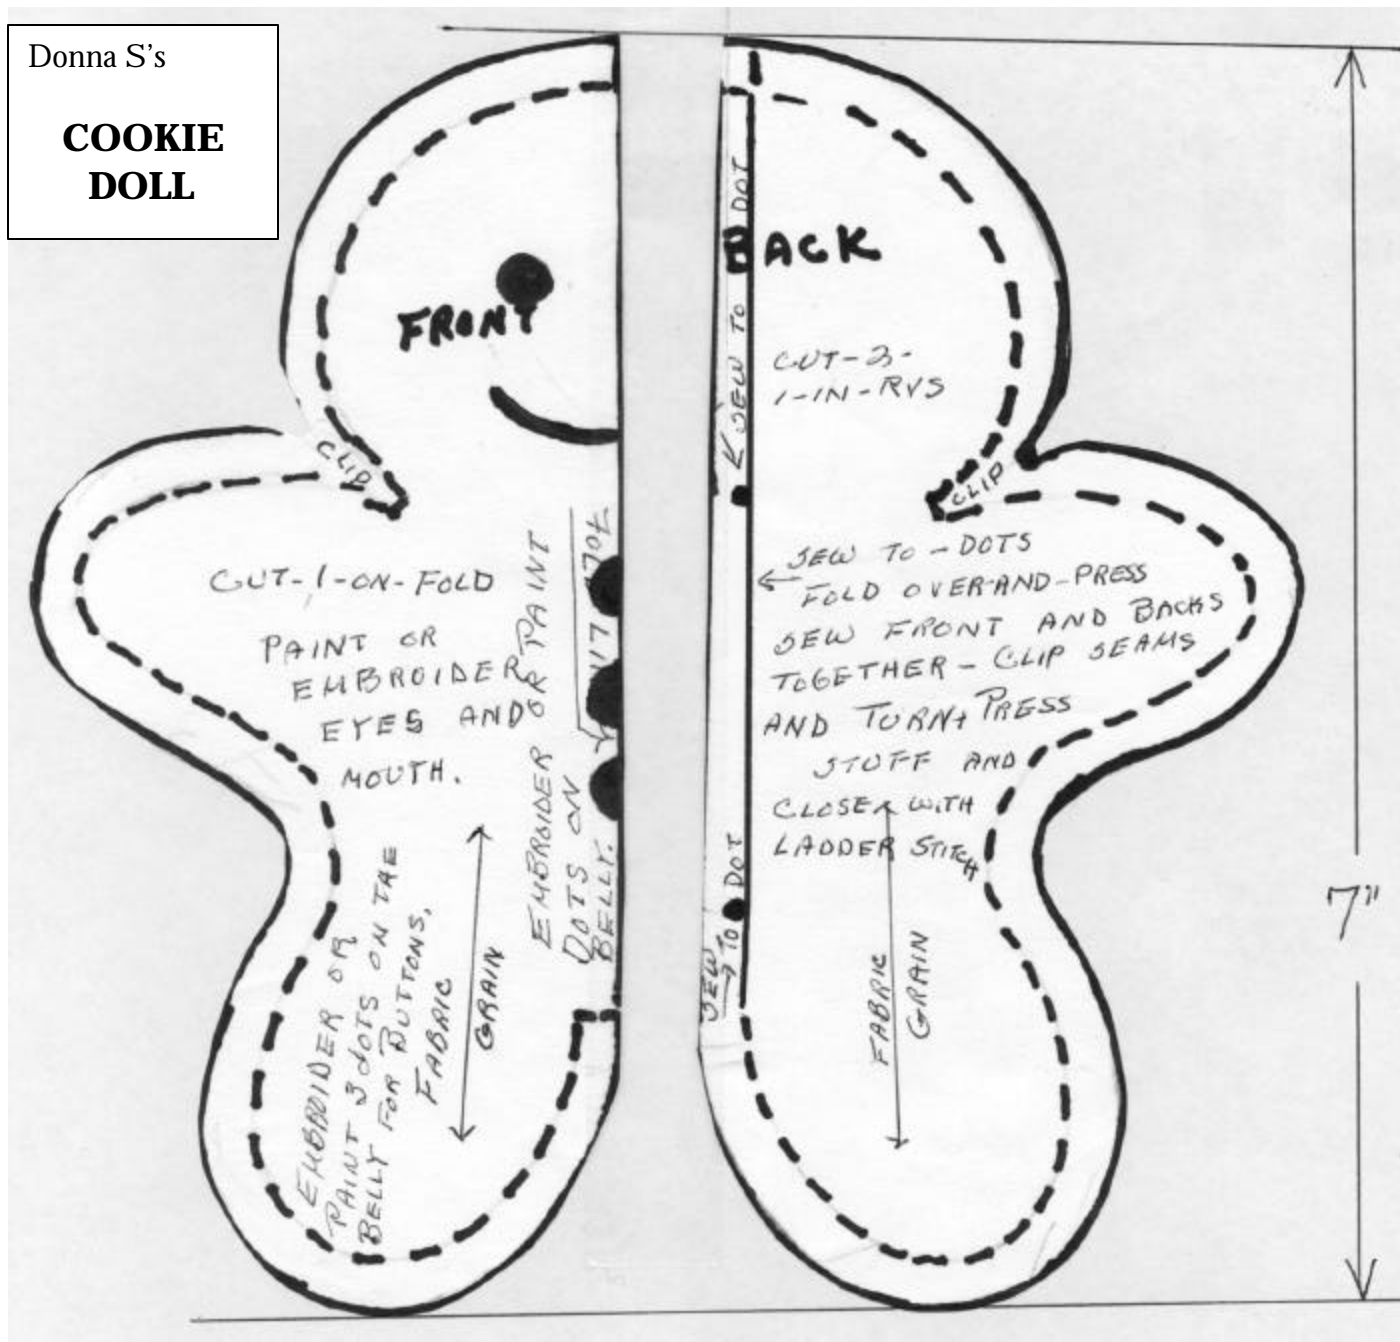 Donna S's
COOKIE
DOLL
FRONT
CLIP
CUT-1-ON-FOLD
PAINT OR
EMBROIDER
EYES AND
MOUTH.
EMBROIDER OR PAINT
DOTS ON
BELLY.
FOLD LINE
EMBROIDER OR
PAINT 3 DOTS ON THE
BELLY FOR BUTTONS.
FABRIC
GRAIN
BACK
SEW TO DOT
CUT-2-
1-IN-RVS
CLIP
SEW TO-DOTS
FOLD OVER-AND-PRESS
SEW FRONT AND BACKS
TOGETHER - CLIP SEAMS
AND TURN+ PRESS
STUFF AND
CLOSE WITH
LADDER STITCH
SEW
TO DOT
FABRIC
GRAIN
7"